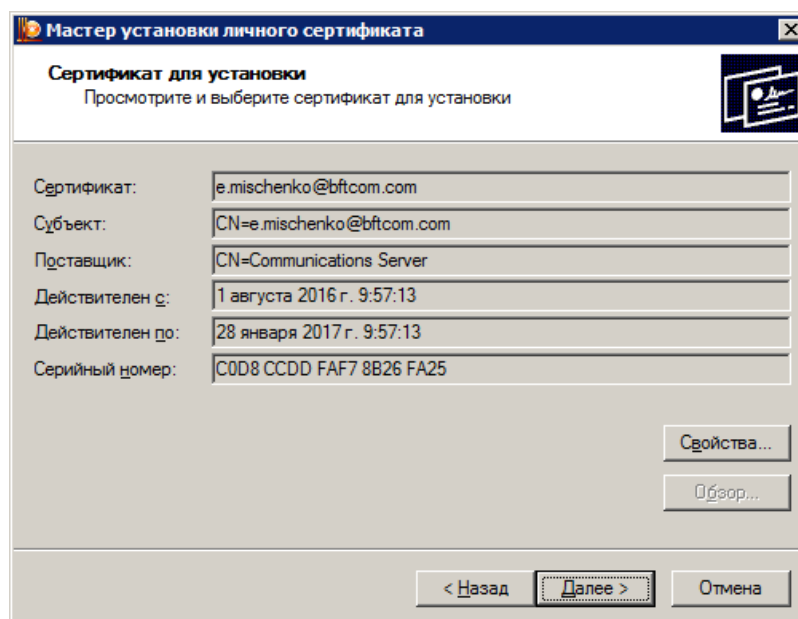 Мастер установки личного сертификата
Сертификат для установки
Просмотрите и выберите сертификат для установки
Сертификат: e.mischenko@bftcom.com
Субъект: CN=e.mischenko@bftcom.com
Поставщик: CN=Communications Server
Действителен с: 1 августа 2016 г. 9:57:13
Действителен по: 28 января 2017 г. 9:57:13
Серийный номер: C0D8 CCDD FAF7 8B26 FA25
Свойства...
Обзор...
< Назад Далее > Отмена